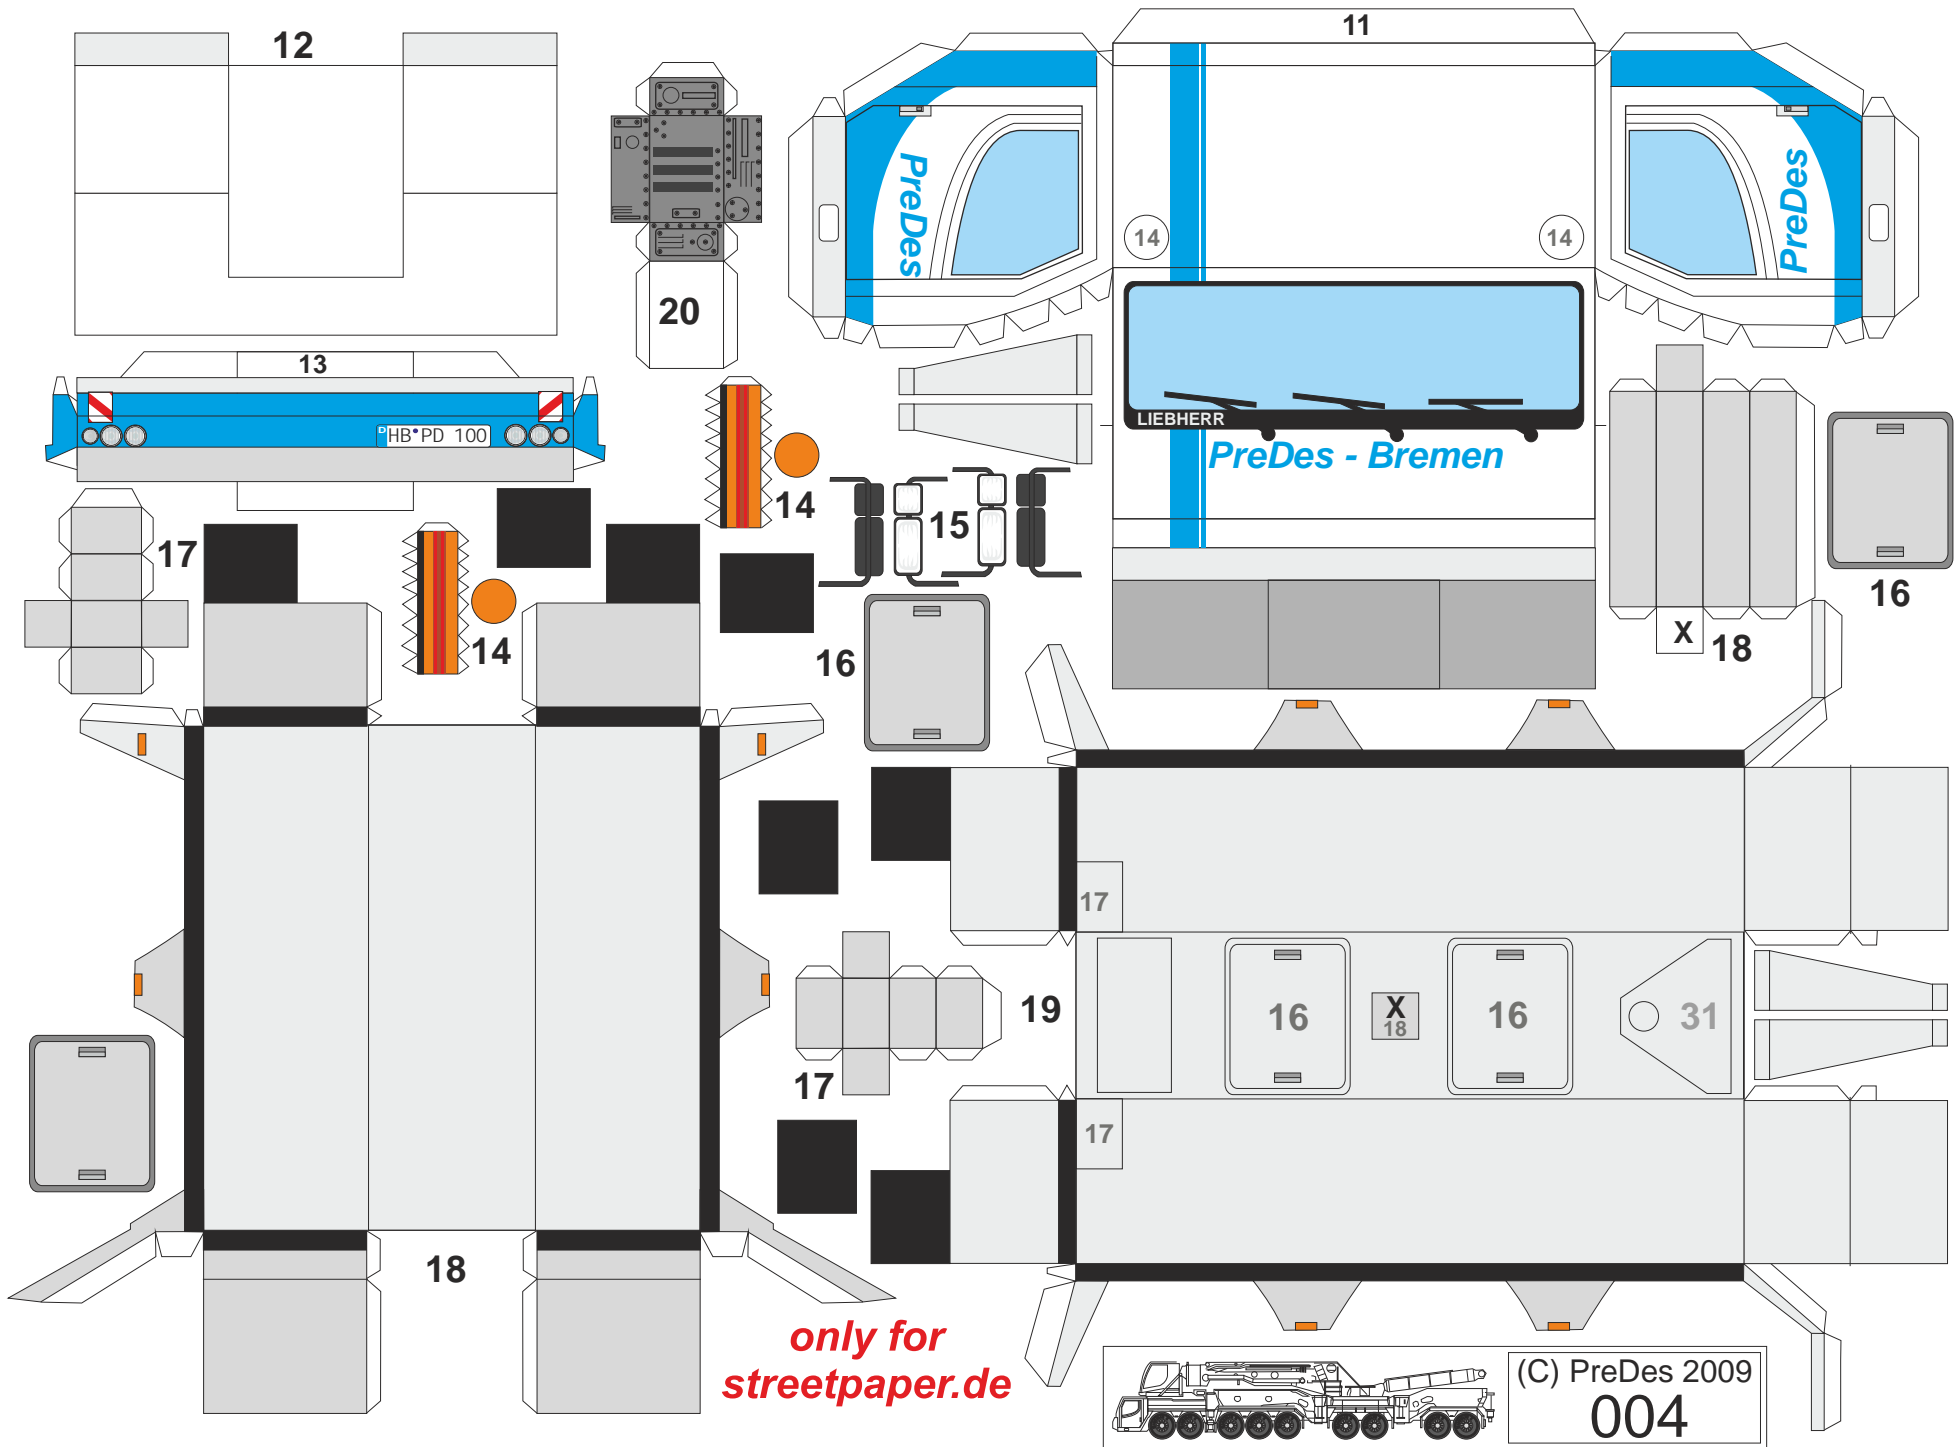 12
11
PreDes
PreDes
14
14
20
13
LIEBHERR
D HB PD 100
PreDes - Bremen
14
15
17
16
14
16
X
18
17
19
16
X
18
16
31
17
17
18
only for
streetpaper.de
(C) PreDes 2009
004